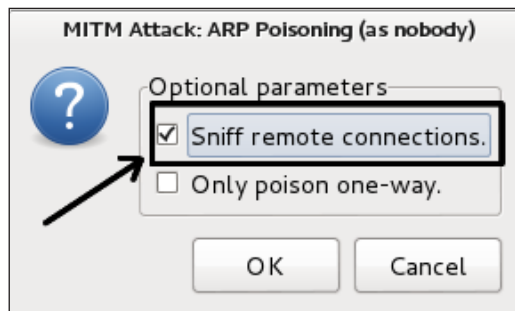 MITM Attack: ARP Poisoning (as nobody)
?
Optional parameters
Sniff remote connections.
Only poison one-way.
OK
Cancel